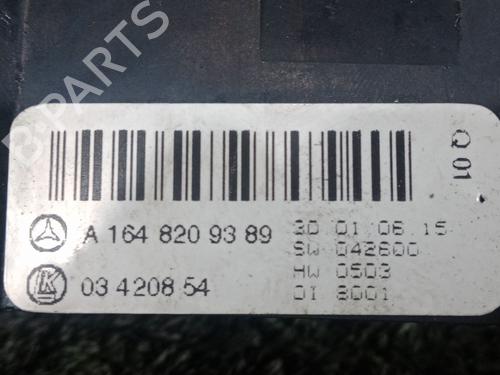 B-PARTS
Q 01
A 164 820 93 89
30 01 06 15
SW 042600
HW 0503
03 4208 54
DI 8001
LK